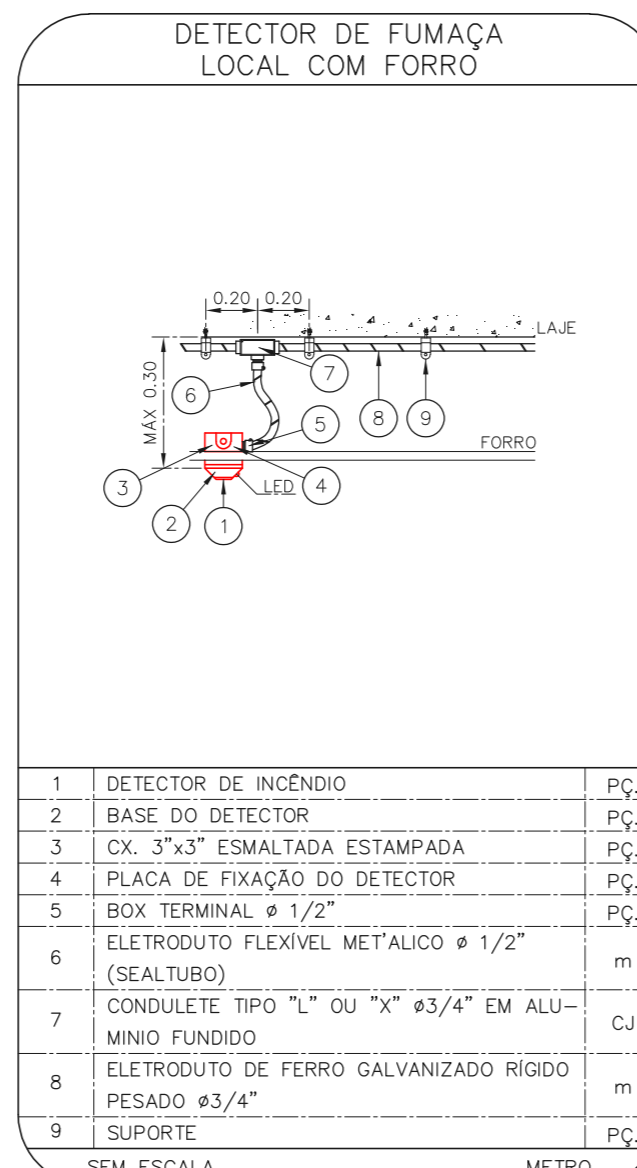 DETECTOR DE FUMAÇA
LOCAL COM FORRO
0.20 0.20
LAJE
MÁX 0.30
7
6
8
9
5
FORRO
3
LED
4
2
1
1 DETECTOR DE INCÊNDIO PÇ.
2 BASE DO DETECTOR PÇ.
3 CX. 3"x3" ESMALTADA ESTAMPADA PÇ.
4 PLACA DE FIXAÇÃO DO DETECTOR PÇ.
5 BOX TERMINAL ø 1/2" PÇ.
6 ELETRODUTO FLEXÍVEL MET'ALICO ø 1/2" m
(SEALTUBO)
7 CONDULETE TIPO "L" OU "X" ø3/4" EM ALU- CJ
MINIO FUNDIDO
8 ELETRODUTO DE FERRO GALVANIZADO RÍGIDO m
PESADO ø3/4"
9 SUPORTE PÇ.
SEM ESCALA METRO